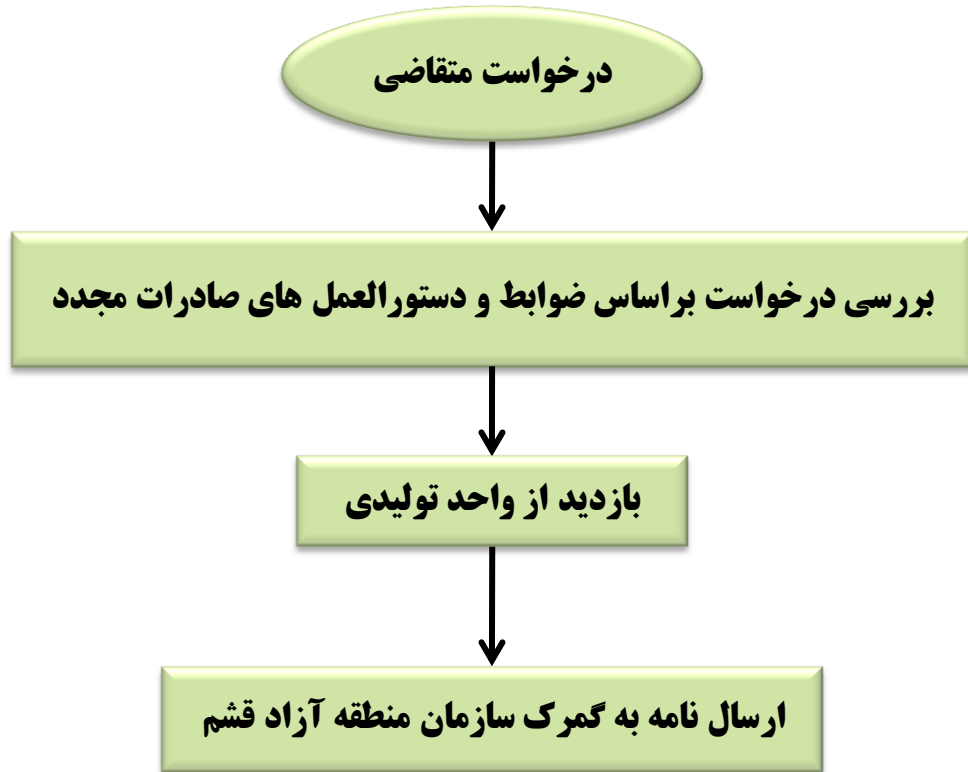 درخواست متقاضی
بررسی درخواست براساس ضوابط و دستورالعمل های صادرات مجدد
بازدید از واحد تولیدی
ارسال نامه به گمرک سازمان منطقه آزاد قشم